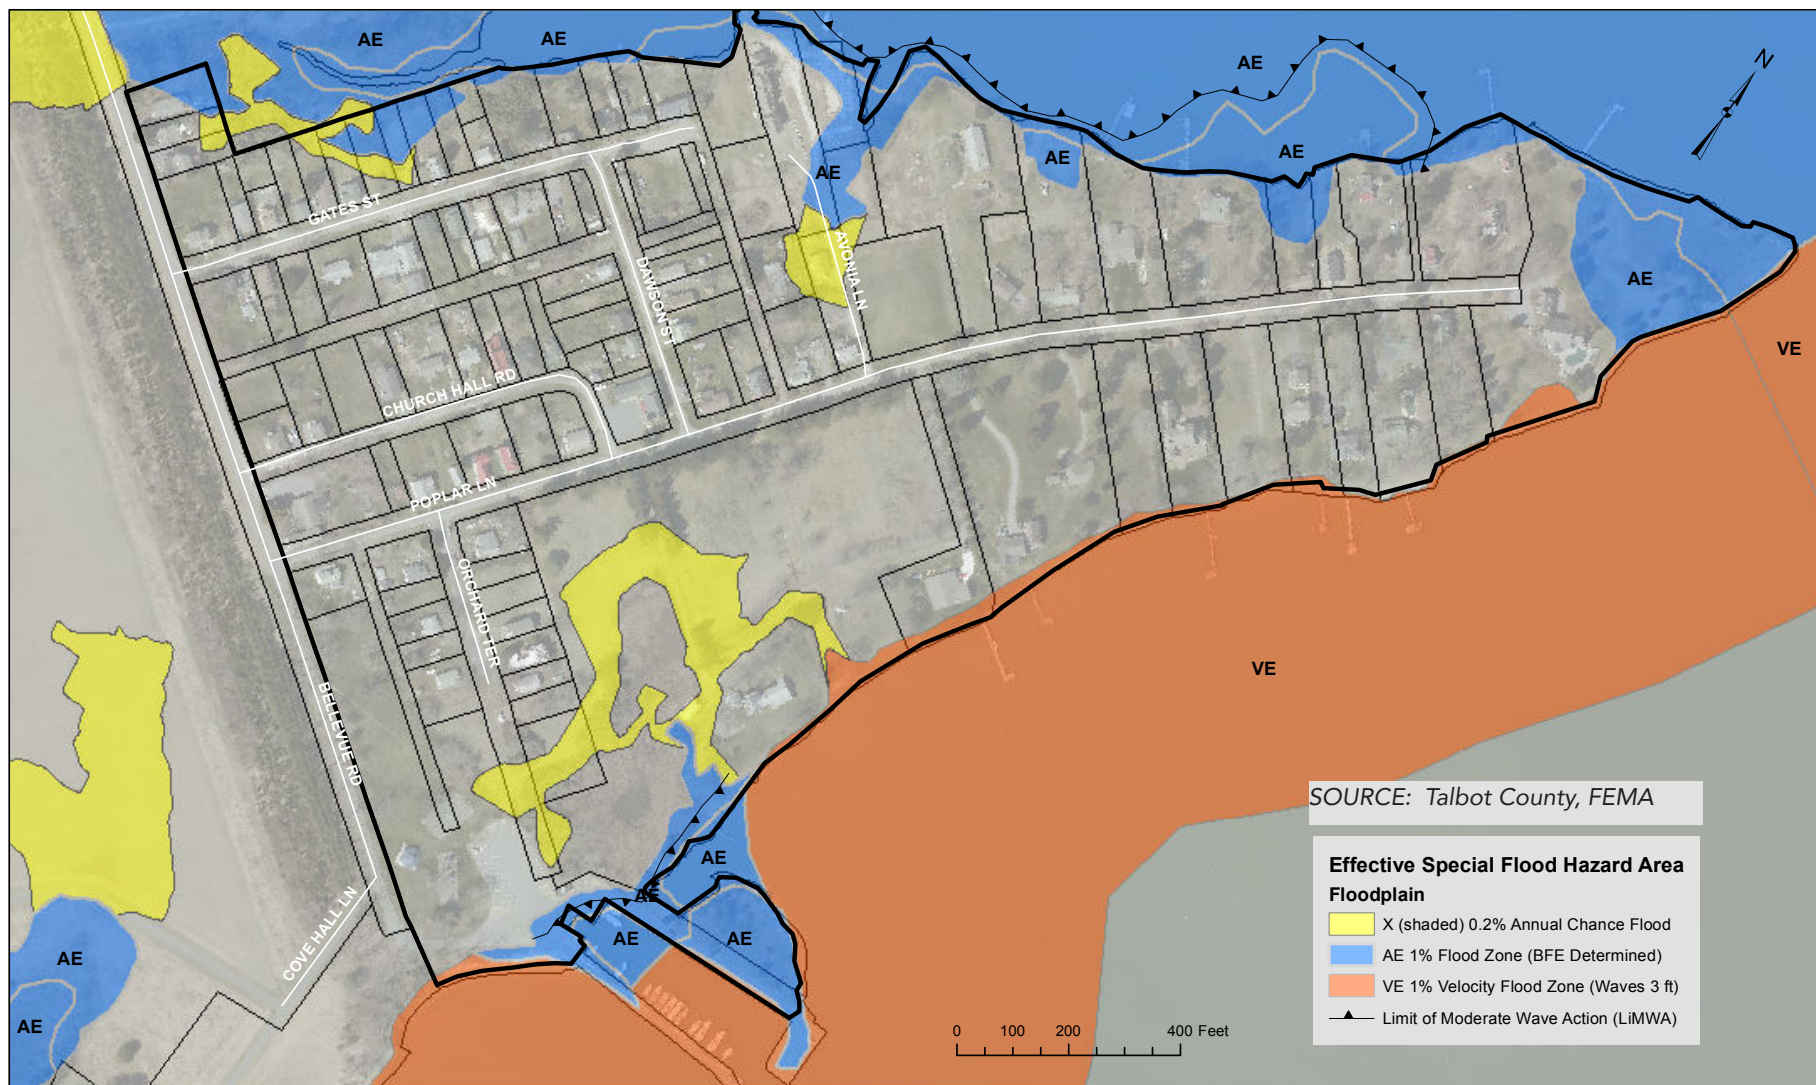 AE
AE
AE
N
AE
AE
AE
AE
VE
GATES ST
DAWSON ST
AVONIA LN
CHURCH HALL RD
POPLAR LN
ORCHARD TER
BELLEVUE RD
VE
COVE HALL LN
AE
AE
AE
AE
AE
AE
SOURCE: Talbot County, FEMA
Effective Special Flood Hazard Area
Floodplain
X (shaded) 0.2% Annual Chance Flood
AE 1% Flood Zone (BFE Determined)
VE 1% Velocity Flood Zone (Waves 3 ft)
Limit of Moderate Wave Action (LiMWA)
0 100 200 400 Feet